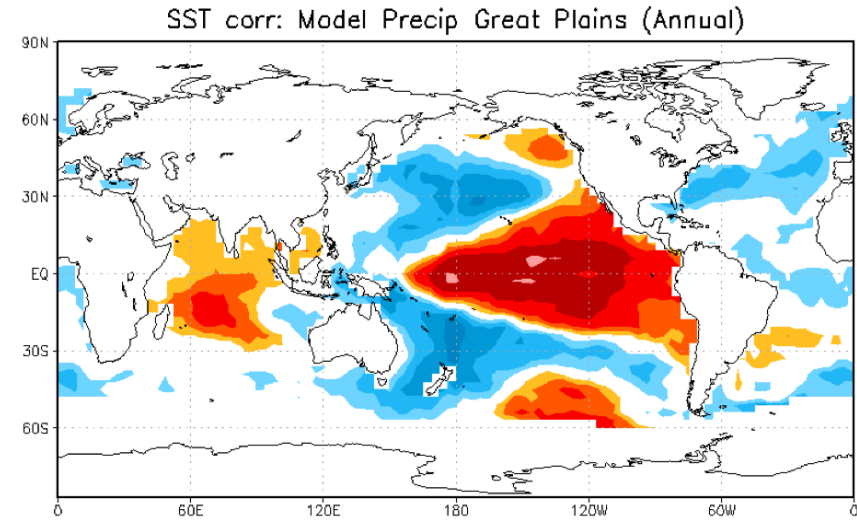 SST corr: Model Precip Great Plains (Annual)
90N
60N
30N
EQ
30S
60S
0 60E 120E 180 120W 60W 0